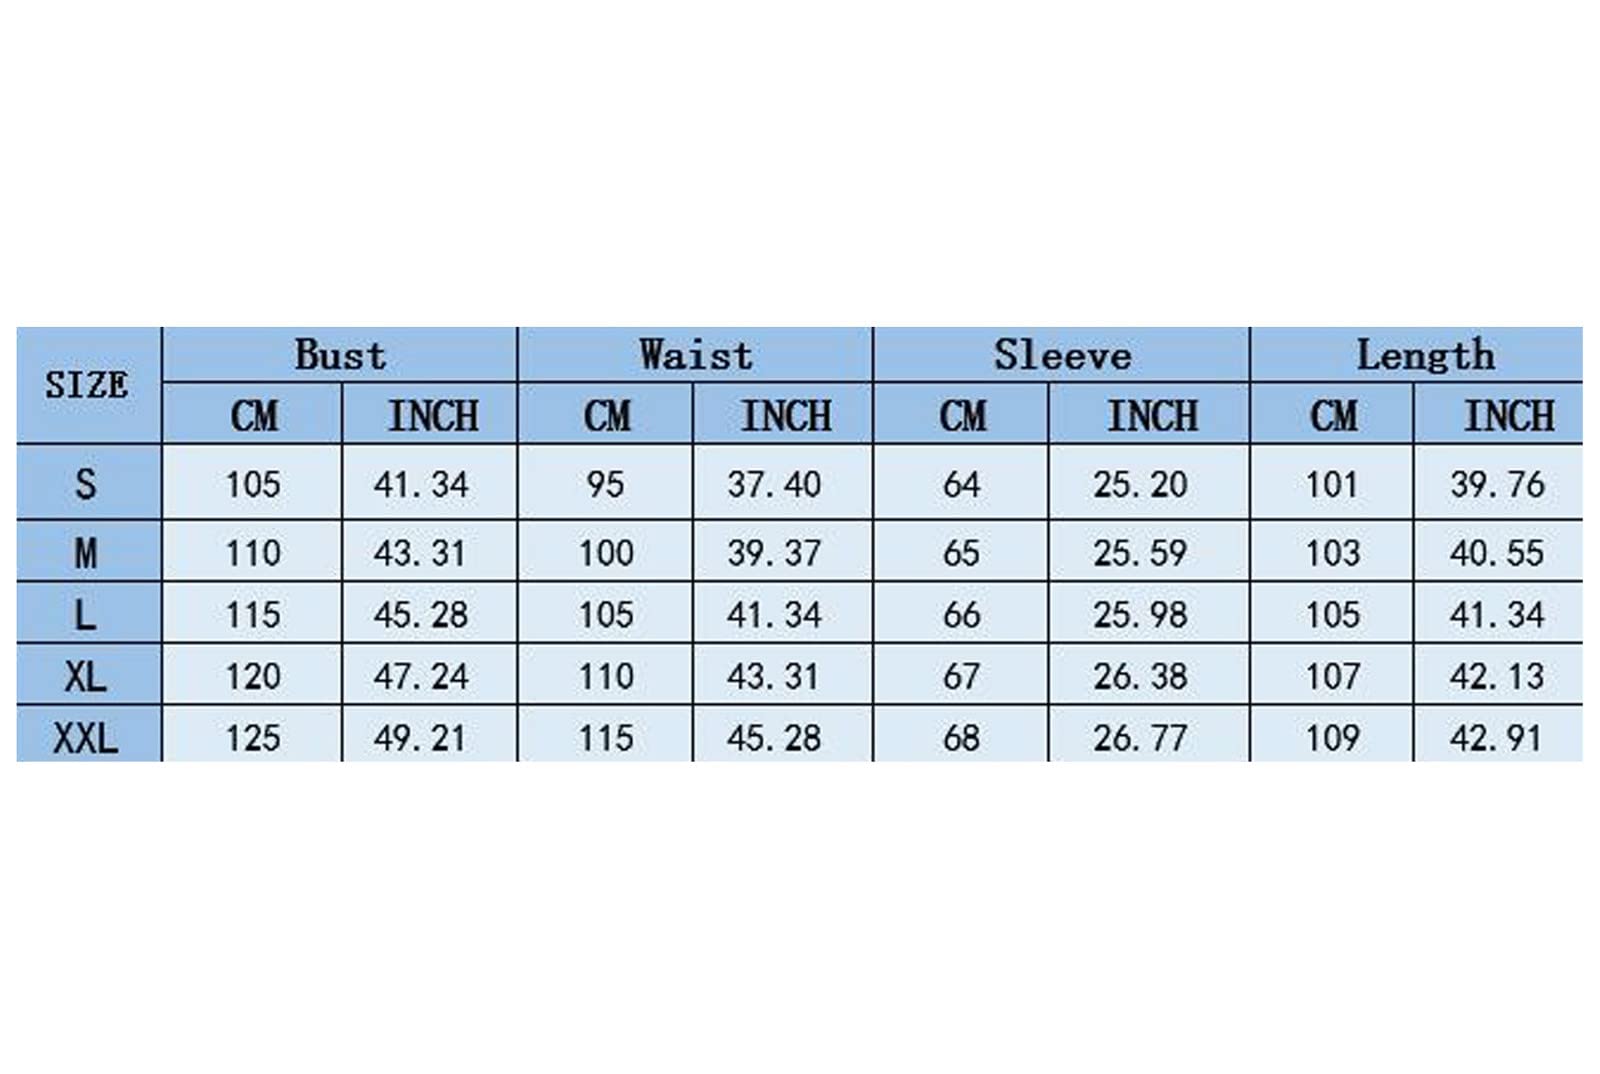 SIZE Bust Waist Sleeve Length
CM INCH CM INCH CM INCH CM INCH
S 105 41.34 95 37.40 64 25.20 101 39.76
M 110 43.31 100 39.37 65 25.59 103 40.55
L 115 45.28 105 41.34 66 25.98 105 41.34
XL 120 47.24 110 43.31 67 26.38 107 42.13
XXL 125 49.21 115 45.28 68 26.77 109 42.91